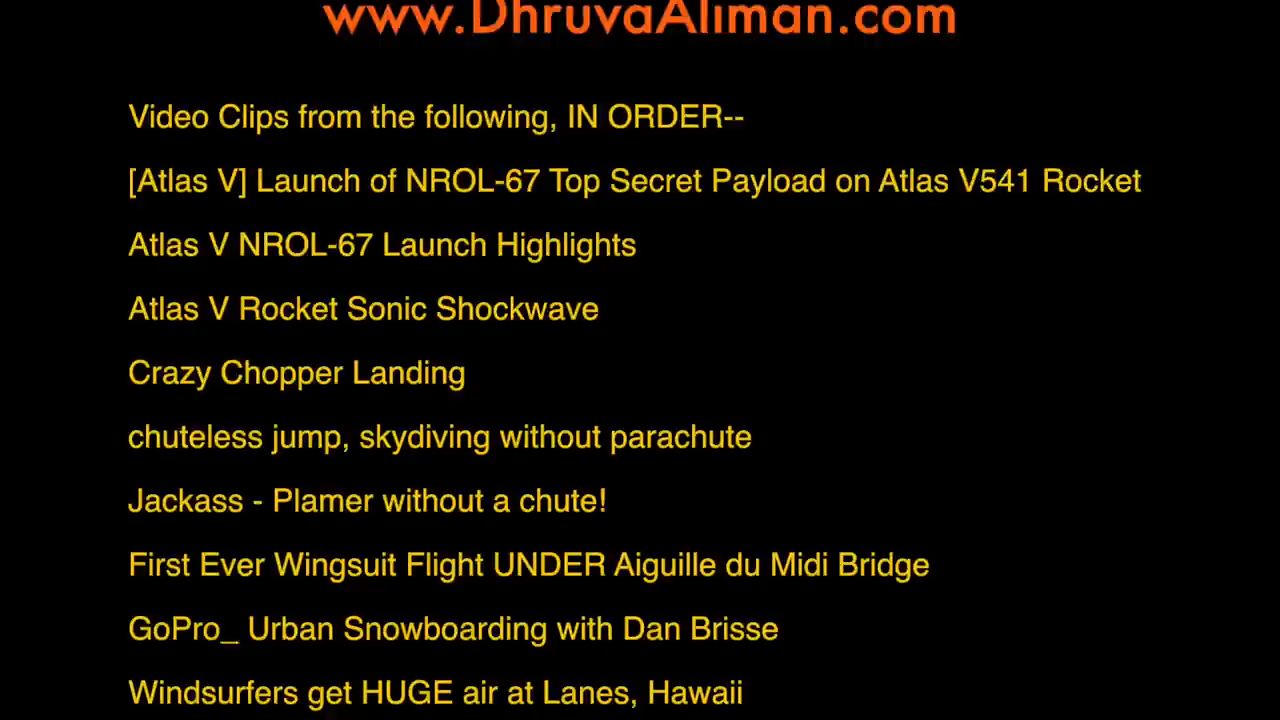 www.DhruvaAliman.com
Video Clips from the following, IN ORDER--
[Atlas V] Launch of NROL-67 Top Secret Payload on Atlas V541 Rocket
Atlas V NROL-67 Launch Highlights
Atlas V Rocket Sonic Shockwave
Crazy Chopper Landing
chuteless jump, skydiving without parachute
Jackass - Plamer without a chute!
First Ever Wingsuit Flight UNDER Aiguille du Midi Bridge
GoPro_ Urban Snowboarding with Dan Brisse
Windsurfers get HUGE air at Lanes, Hawaii